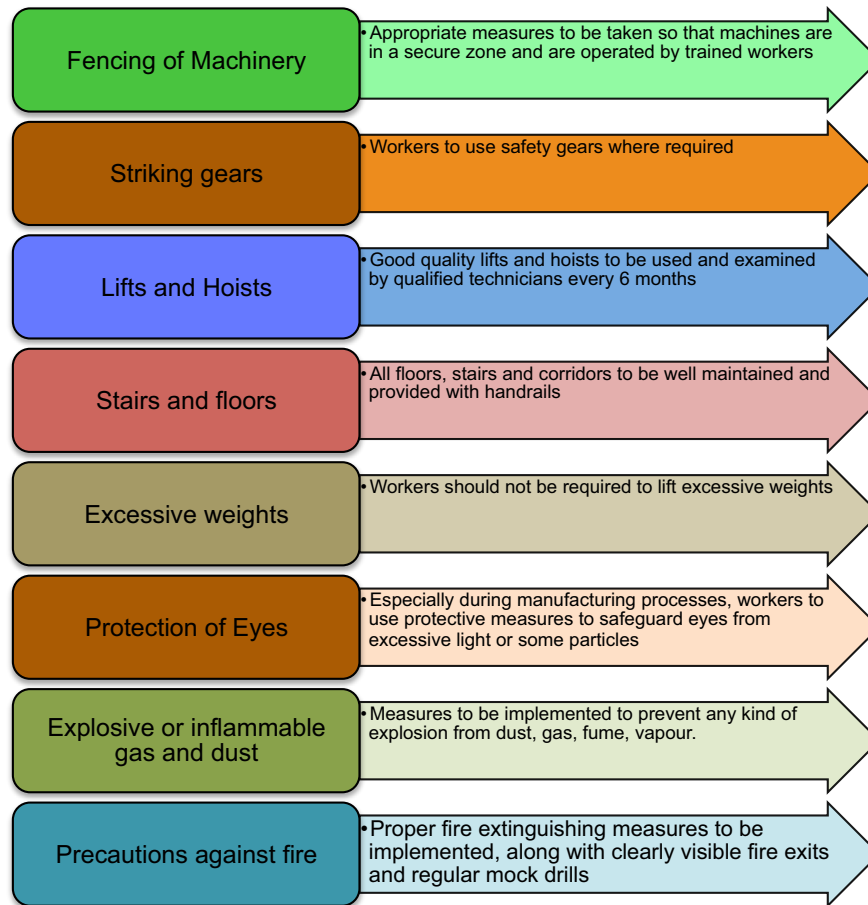 Fencing of Machinery
• Appropriate measures to be taken so that machines are
in a secure zone and are operated by trained workers
Striking gears
• Workers to use safety gears where required
Lifts and Hoists
• Good quality lifts and hoists to be used and examined
by qualified technicians every 6 months
Stairs and floors
• All floors, stairs and corridors to be well maintained and
provided with handrails
Excessive weights
• Workers should not be required to lift excessive weights
Protection of Eyes
• Especially during manufacturing processes, workers to
use protective measures to safeguard eyes from
excessive light or some particles
Explosive or inflammable
gas and dust
• Measures to be implemented to prevent any kind of
explosion from dust, gas, fume, vapour.
Precautions against fire
• Proper fire extinguishing measures to be
implemented, along with clearly visible fire exits
and regular mock drills